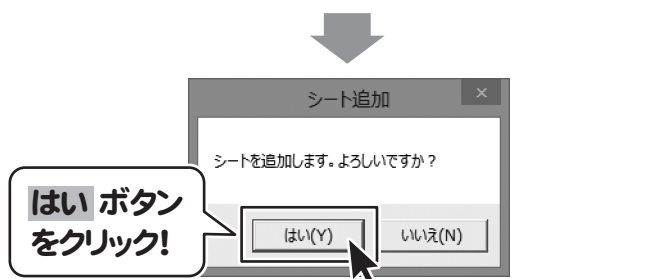 シート追加
シートを追加します。よろしいですか?
はい ボタン
をクリック!
はい(Y)
いいえ(N)